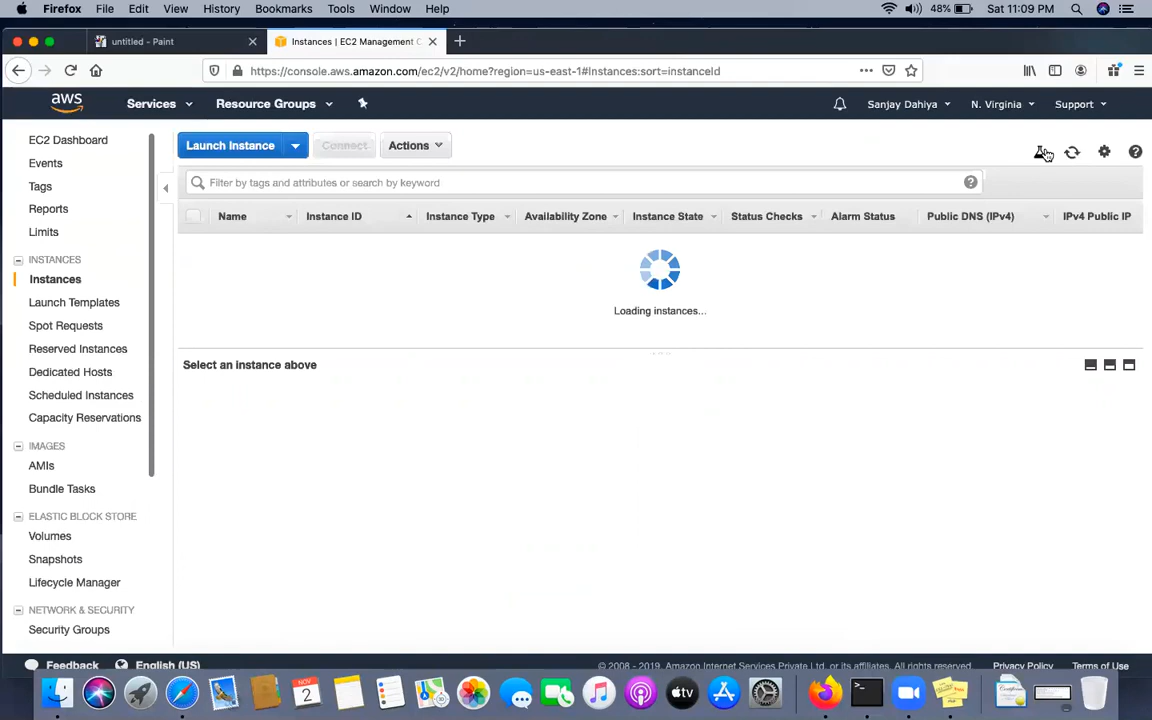 Firefox File Edit View History Bookmarks Tools Window Help 48% Sat 11:09 PM
untitled - Paint Instances | EC2 Management C
https://console.aws.amazon.com/ec2/v2/home?region=us-east-1#Instances:sort=instanceId
aws Services Resource Groups Sanjay Dahiya N. Virginia Support
EC2 Dashboard
Events
Tags
Reports
Limits
INSTANCES
Instances
Launch Templates
Spot Requests
Reserved Instances
Dedicated Hosts
Scheduled Instances
Capacity Reservations
IMAGES
AMIs
Bundle Tasks
ELASTIC BLOCK STORE
Volumes
Snapshots
Lifecycle Manager
NETWORK & SECURITY
Security Groups
Launch Instance Connect Actions
Filter by tags and attributes or search by keyword
Name Instance ID Instance Type Availability Zone Instance State Status Checks Alarm Status Public DNS (IPv4) IPv4 Public IP
Loading instances...
Select an instance above
Feedback English (US) © 2008 - 2019, Amazon Internet Services Private Ltd. or its affiliates. All rights reserved. Privacy Policy Terms of Use
NOV
2
tv